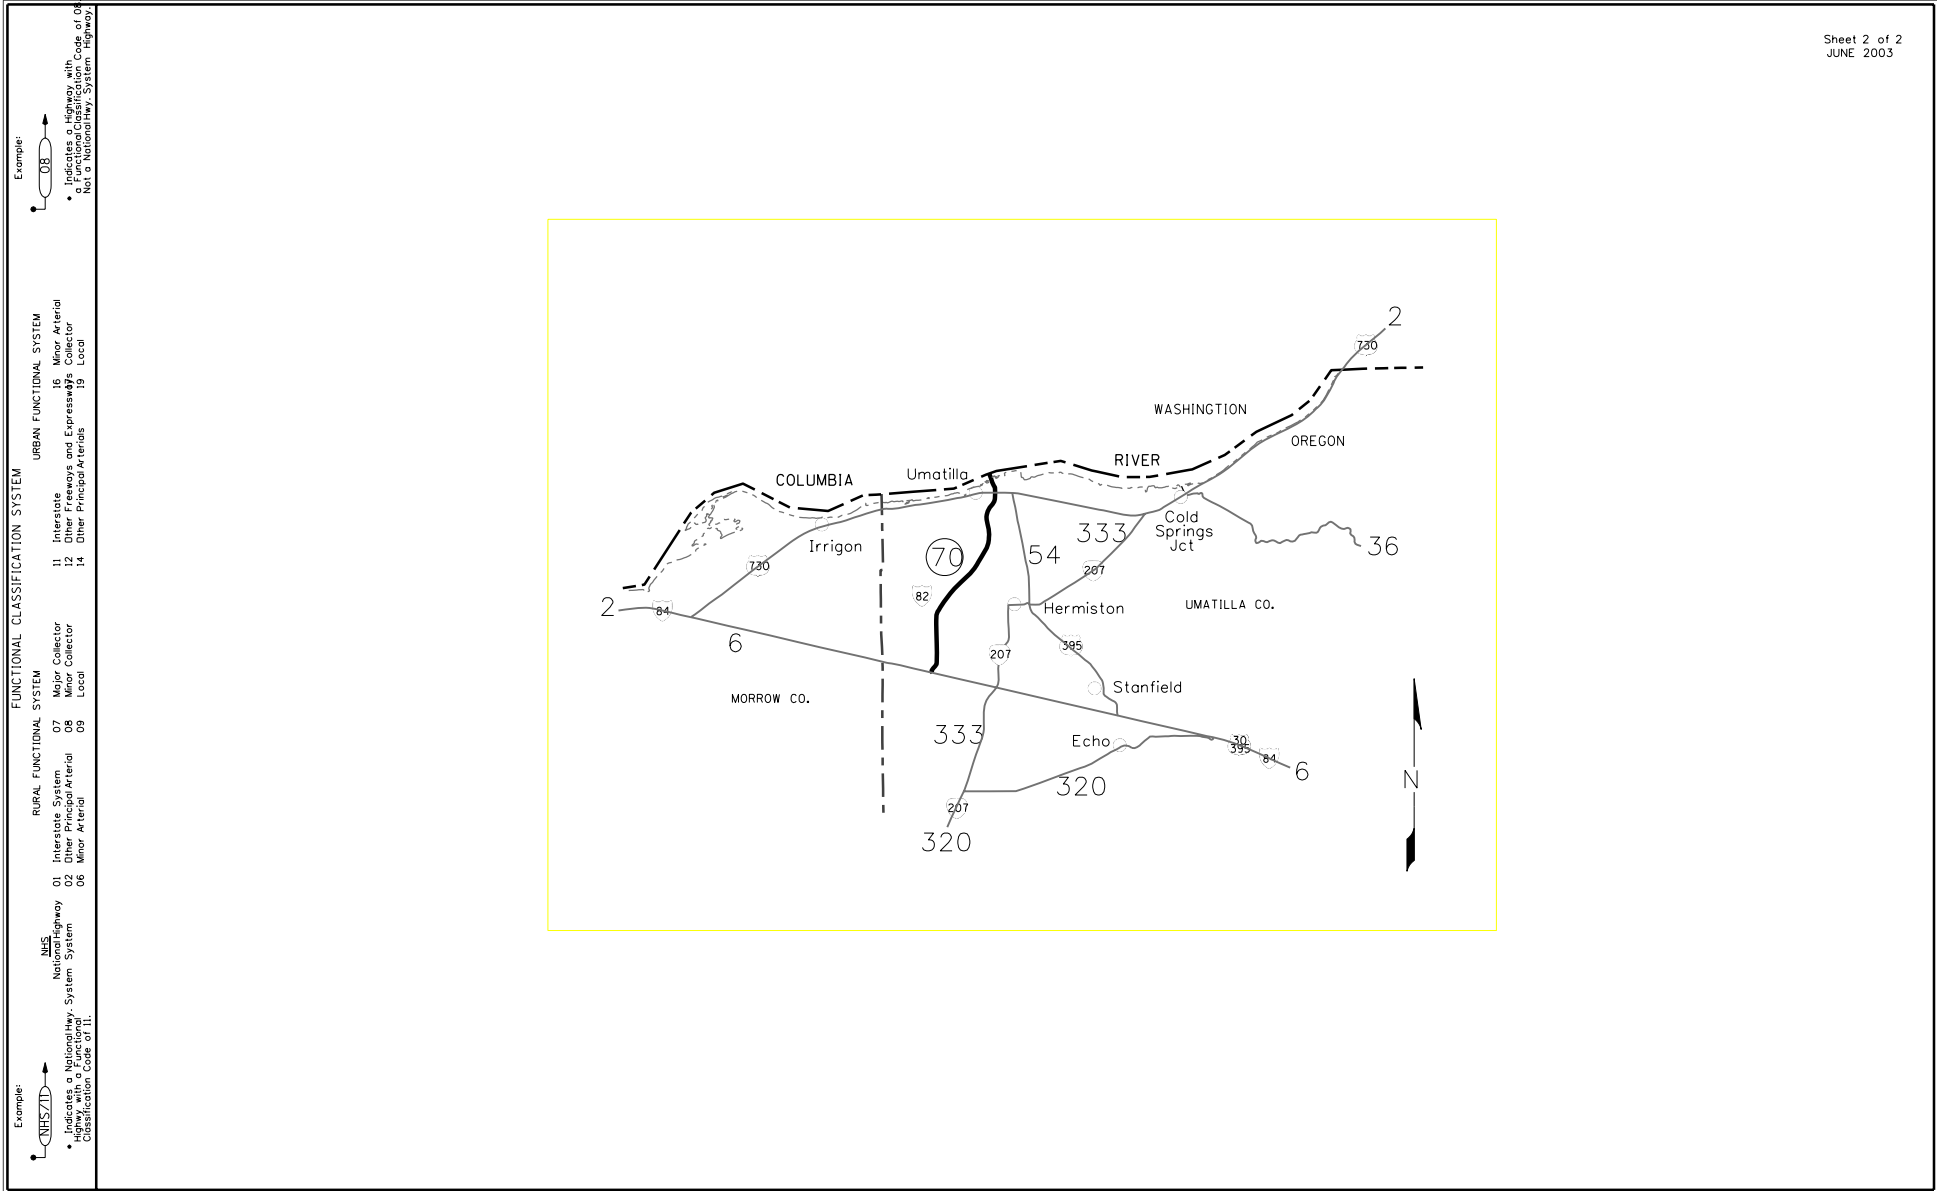 Sheet 2 of 2
JUNE 2003
FUNCTIONAL CLASSIFICATION SYSTEM
Example:
NHS/11
• Indicates a National Hwy. System
Highwy. with a Functional
Classification Code of 11.
NHS
National Highway
System
RURAL FUNCTIONAL SYSTEM
01 Interstate System
02 Other Principal Arterial
06 Minor Arterial
07 Major Collector
08 Minor Collector
09 Local
URBAN FUNCTIONAL SYSTEM
11 Interstate
12 Other Freeways and Expressways
14 Other Principal Arterials
16 Minor Arterial
17 Collector
19 Local
Example:
08
• Indicates a Highway with
a Functional Classification Code of 08.
Not a National Hwy. System Highway.
2
730
WASHINGTION
OREGON
RIVER
COLUMBIA
Umatilla
Cold
Springs
Jct
333
36
Irrigon
70
54
730
207
82
2
84
Hermiston
UMATILLA CO.
6
207
395
Stanfield
MORROW CO.
333
Echo
30
395
84
6
320
N
207
320